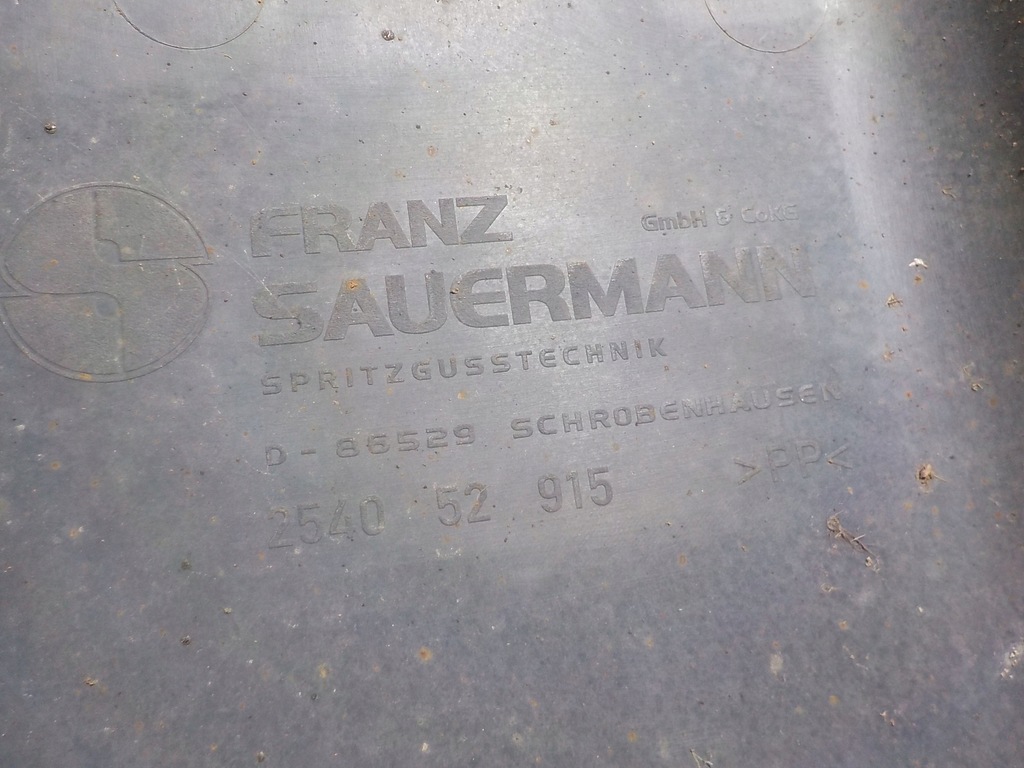 FRANZ
GmbH & CoKG
SAUERMANN
SPRITZGUSSTECHNIK
D - 86529 SCHROBENHAUSEN
2540 52 915 >PP<